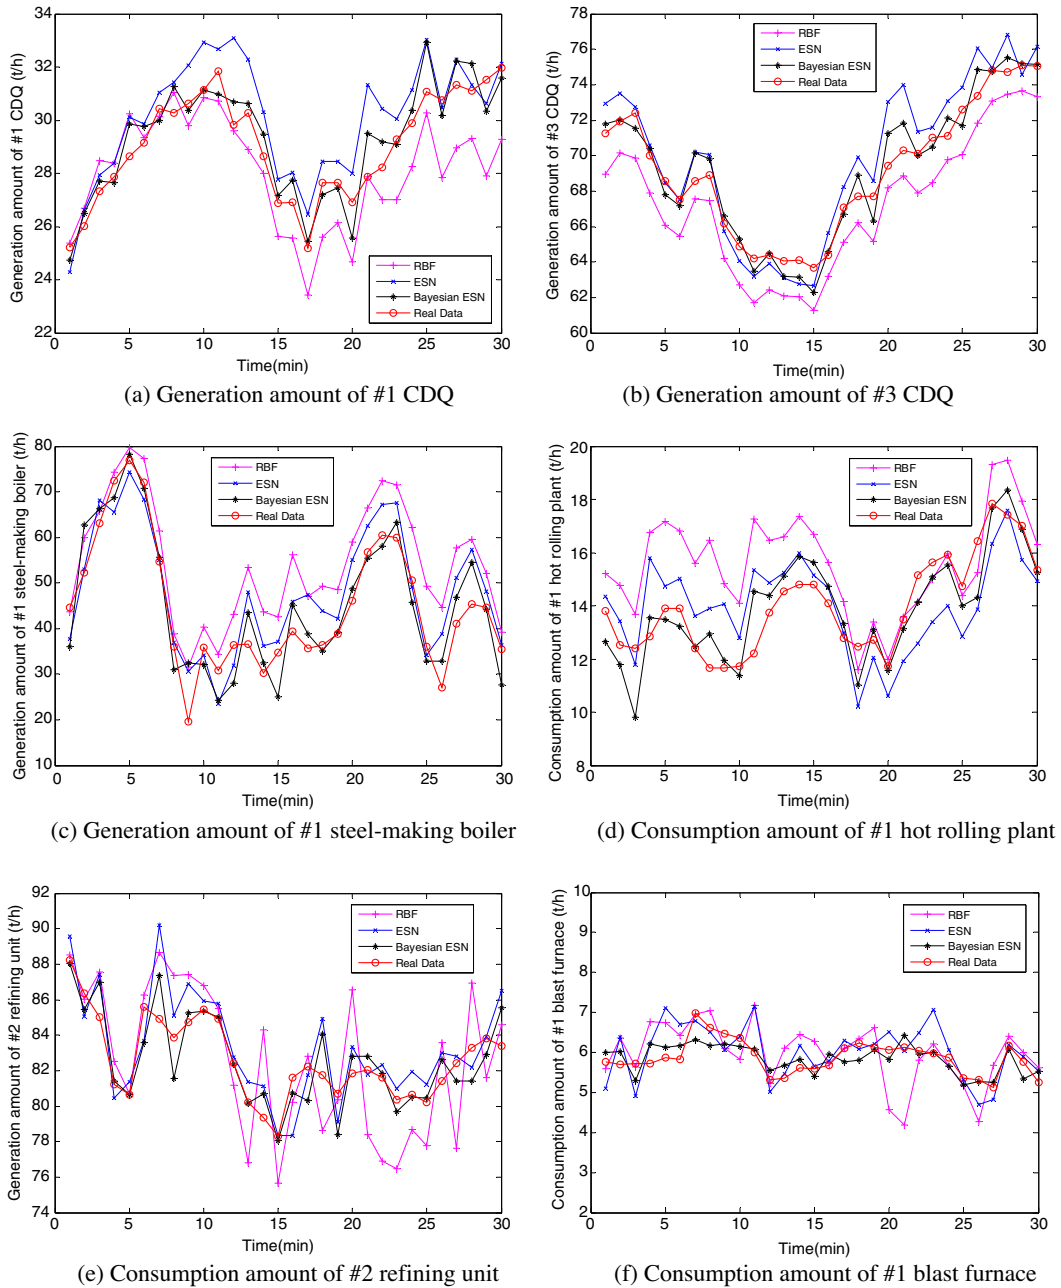 34
32
30
28
26
24
22
Generation amount of #1 CDQ (t/h)
0
5
10
15
20
25
30
Time(min)
RBF
ESN
Bayesian ESN
Real Data
(a) Generation amount of #1 CDQ
78
76
74
72
70
68
66
64
62
60
Generation amount of #3 CDQ (t/h)
5
10
15
20
25
30
Time(min)
RBF
ESN
Bayesian ESN
Real Data
(b) Generation amount of #3 CDQ
80
70
60
50
40
30
20
10
Generation amount of #1 steel-making boiler (t/h)
0
5
10
15
20
25
30
Time(min)
RBF
ESN
Bayesian ESN
Real Data
(c) Generation amount of #1 steel-making boiler
20
18
16
14
12
10
8
Consumption amount of #1 hot rolling plant (t/h)
0
5
10
15
20
25
30
Time(min)
RBF
ESN
Bayesian ESN
Real Data
(d) Consumption amount of #1 hot rolling plant
92
90
88
86
84
82
80
78
76
74
Generation amount of #2 refining unit (t/h)
0
5
10
15
20
25
30
Time(min)
RBF
ESN
Bayesian ESN
Real Data
(e) Consumption amount of #2 refining unit
10
9
8
7
6
5
4
3
2
Consumption amount of #1 blast furnace (t/h)
0
5
10
15
20
25
30
Time(min)
RBF
ESN
Bayesian ESN
Real Data
(f) Consumption amount of #1 blast furnace